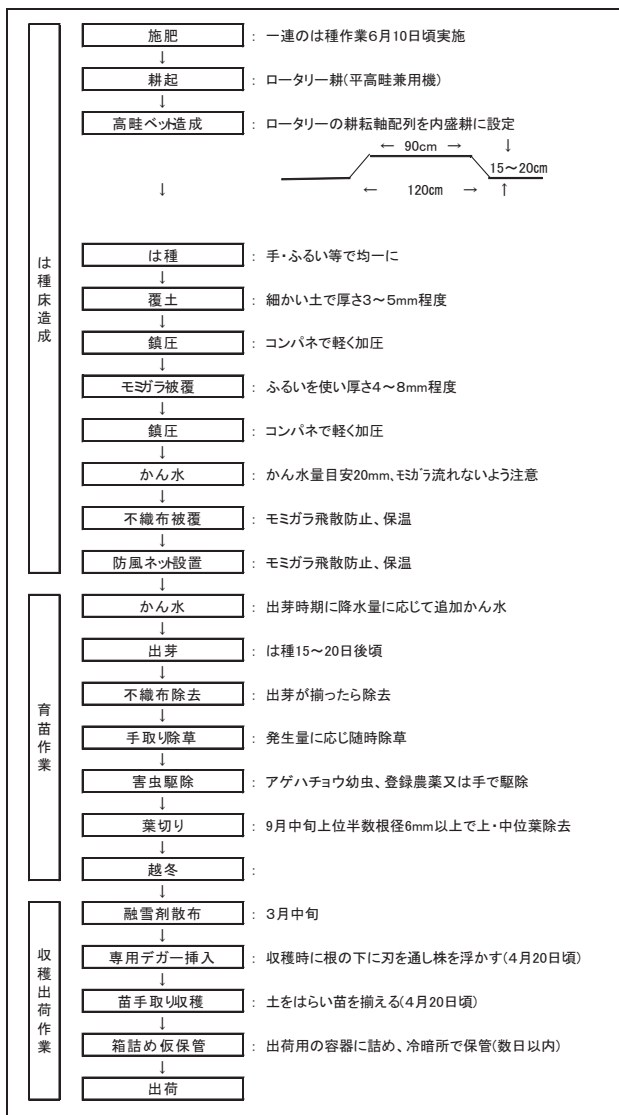 は種床造成
施肥 : 一連のは種作業6月10日頃実施
↓
耕起 : ロータリー耕(平高畦兼用機)
↓
高畦ベット造成 : ロータリーの耕耘軸配列を内盛耕に設定
← 90cm → ↓
15～20cm
↓ ← 120cm → ↑
は種 : 手・ふるい等で均一に
↓
覆土 : 細かい土で厚さ3～5mm程度
↓
鎮圧 : コンパネで軽く加圧
↓
モミガラ被覆 : ふるいを使い厚さ4～8mm程度
↓
鎮圧 : コンパネで軽く加圧
↓
かん水 : かん水量目安20mm、モミガラ流れないよう注意
↓
不織布被覆 : モミガラ飛散防止、保温
↓
防風ネット設置 : モミガラ飛散防止、保温
↓
育苗作業
かん水 : 出芽時期に降水量に応じて追加かん水
↓
出芽 : は種15～20日後頃
↓
不織布除去 : 出芽が揃ったら除去
↓
手取り除草 : 発生量に応じ随時除草
↓
害虫駆除 : アゲハチョウ幼虫、登録農薬又は手で駆除
↓
葉切り : 9月中旬上位半数根径6mm以上で上・中位葉除去
↓
越冬 :
↓
収穫出荷作業
融雪剤散布 : 3月中旬
↓
専用デガー挿入 : 収穫時に根の下に刃を通し株を浮かす(4月20日頃)
↓
苗手取り収穫 : 土をはらい苗を揃える(4月20日頃)
↓
箱詰め仮保管 : 出荷用の容器に詰め、冷暗所で保管(数日以内)
↓
出荷